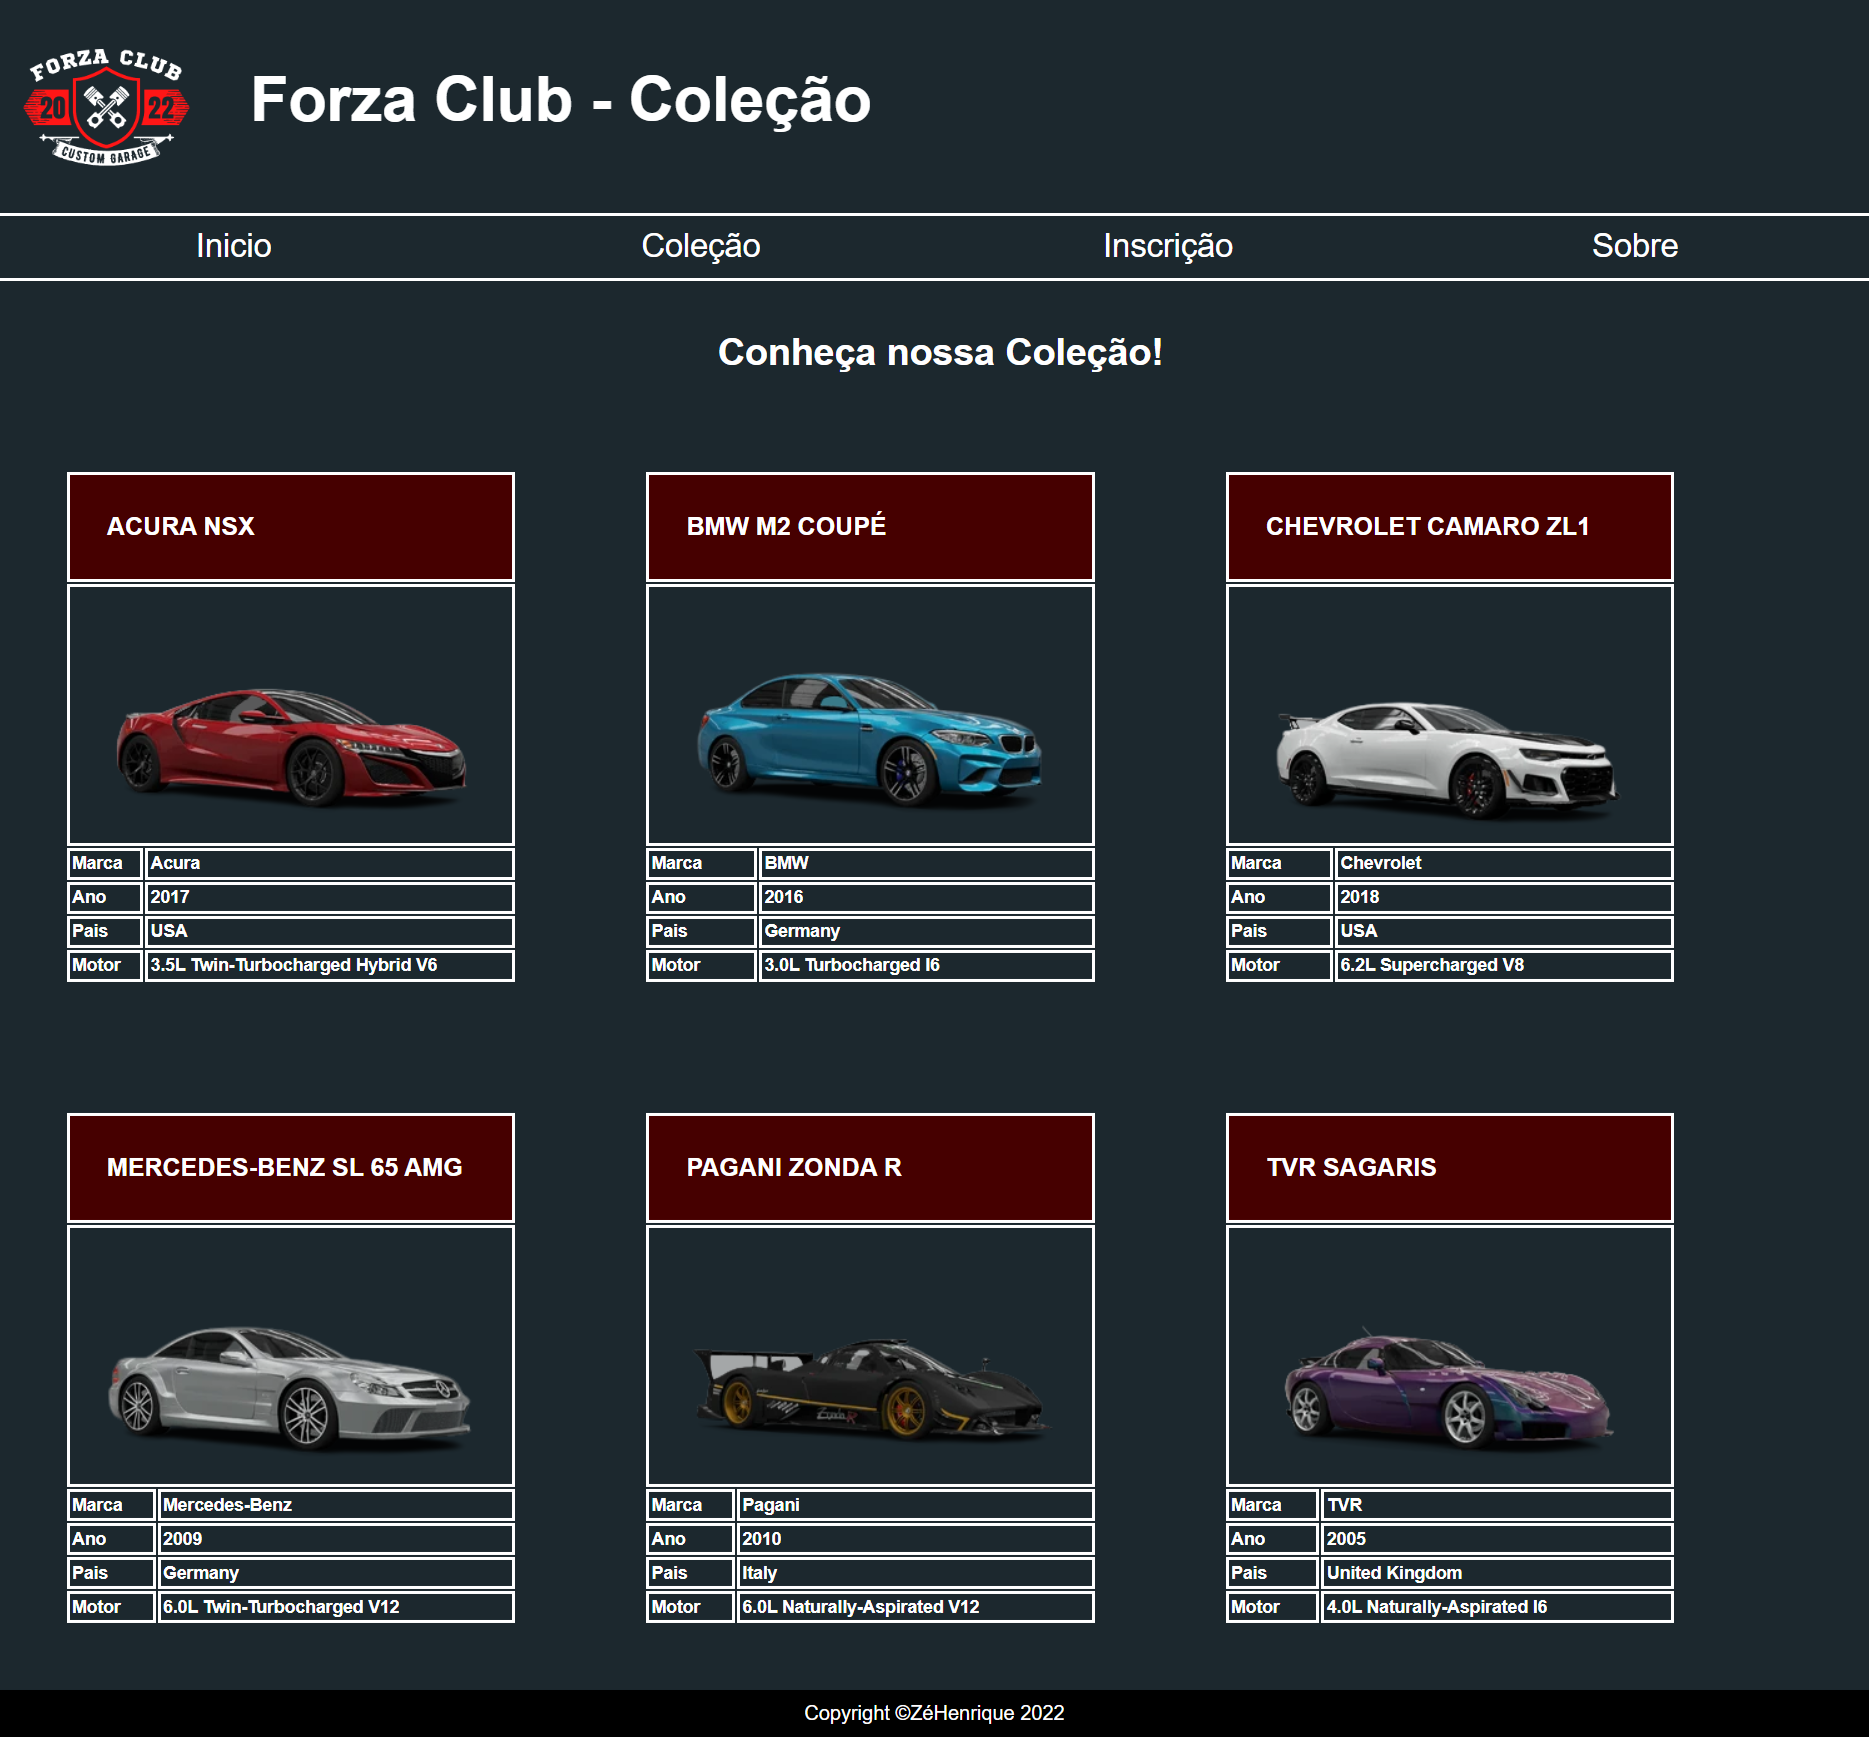 FORZA CLUB
20 22
CUSTOM GARAGE
Forza Club - Coleção
Inicio Coleção Inscrição Sobre
Conheça nossa Coleção!
ACURA NSX
Marca Acura
Ano 2017
Pais USA
Motor 3.5L Twin-Turbocharged Hybrid V6
BMW M2 COUPÉ
Marca BMW
Ano 2016
Pais Germany
Motor 3.0L Turbocharged I6
CHEVROLET CAMARO ZL1
Marca Chevrolet
Ano 2018
Pais USA
Motor 6.2L Supercharged V8
MERCEDES-BENZ SL 65 AMG
Marca Mercedes-Benz
Ano 2009
Pais Germany
Motor 6.0L Twin-Turbocharged V12
PAGANI ZONDA R
Zonda R
Marca Pagani
Ano 2010
Pais Italy
Motor 6.0L Naturally-Aspirated V12
TVR SAGARIS
Marca TVR
Ano 2005
Pais United Kingdom
Motor 4.0L Naturally-Aspirated I6
Copyright ©ZéHenrique 2022